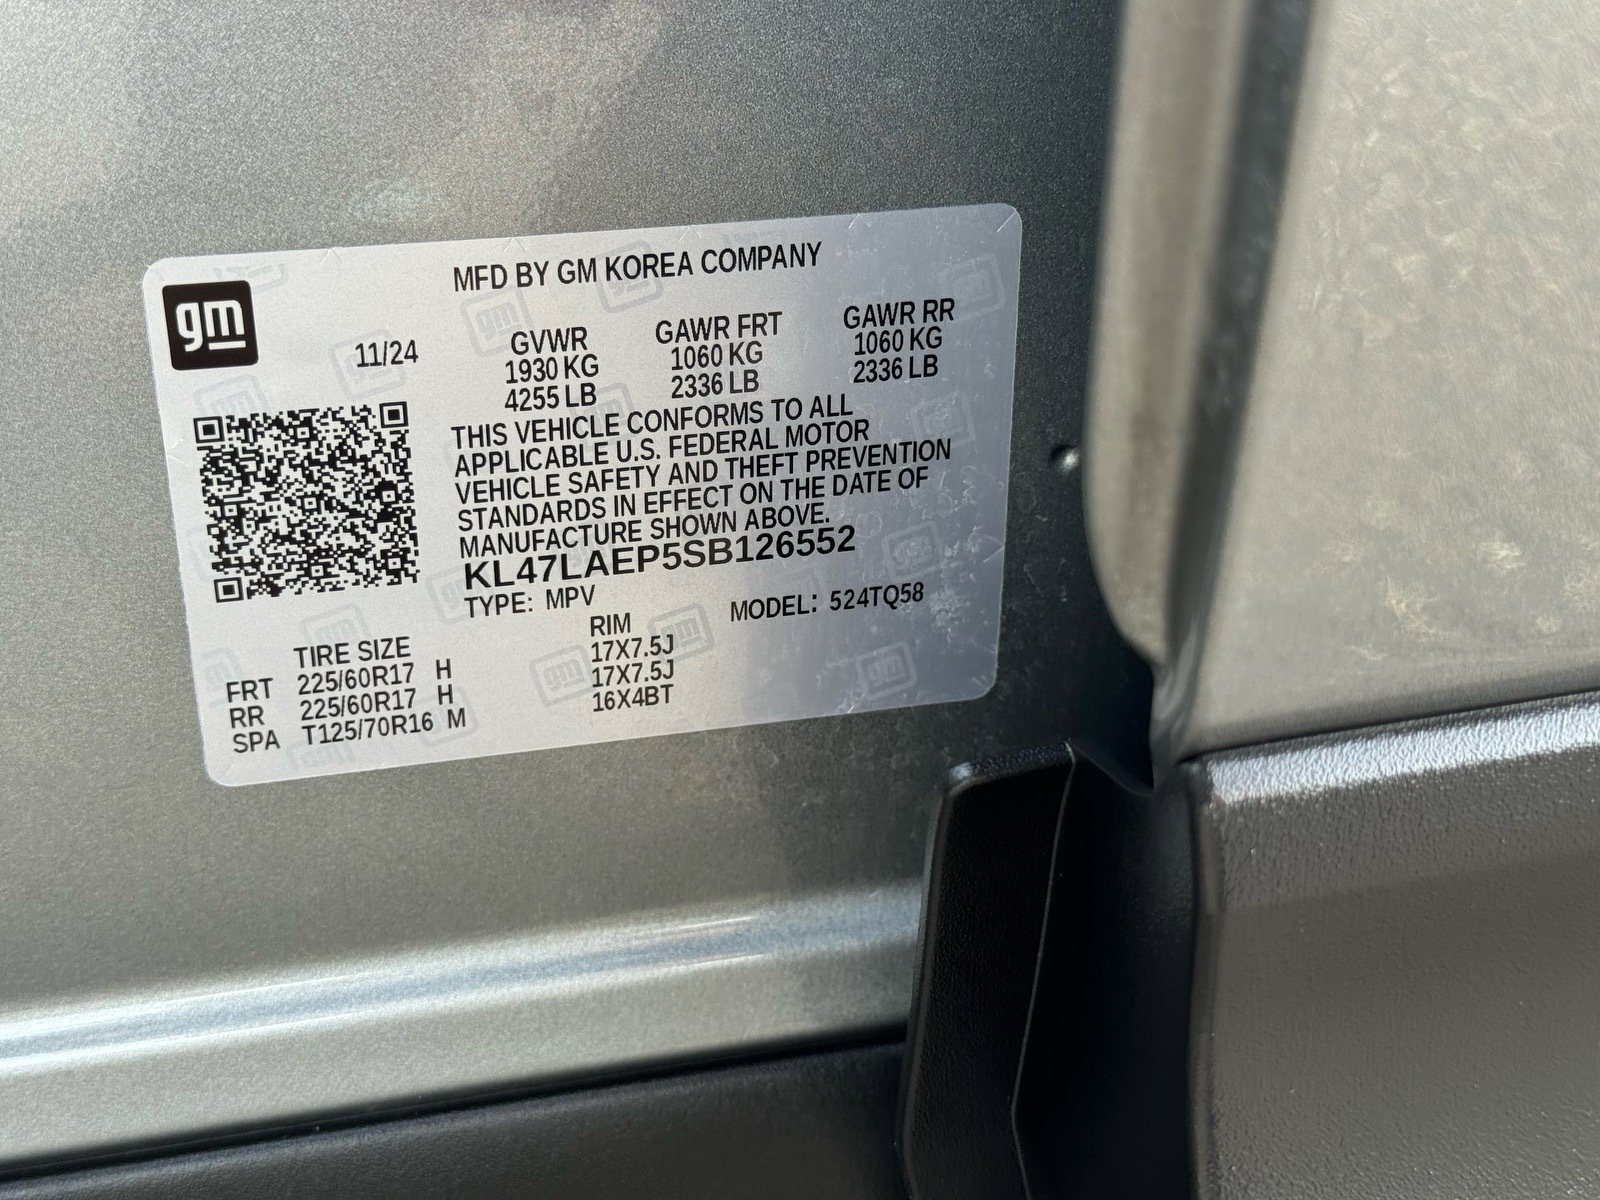 gm
MFD BY GM KOREA COMPANY
11/24
GVWR GAWR FRT GAWR RR
1930 KG 1060 KG 1060 KG
4255 LB 2336 LB 2336 LB
THIS VEHICLE CONFORMS TO ALL
APPLICABLE U.S. FEDERAL MOTOR
VEHICLE SAFETY AND THEFT PREVENTION
STANDARDS IN EFFECT ON THE DATE OF
MANUFACTURE SHOWN ABOVE.
KL47LAEP5SB126552
TYPE: MPV MODEL: 524TQ58
TIRE SIZE RIM
FRT 225/60R17 H 17X7.5J
RR 225/60R17 H 17X7.5J
SPA T125/70R16 M 16X4BT